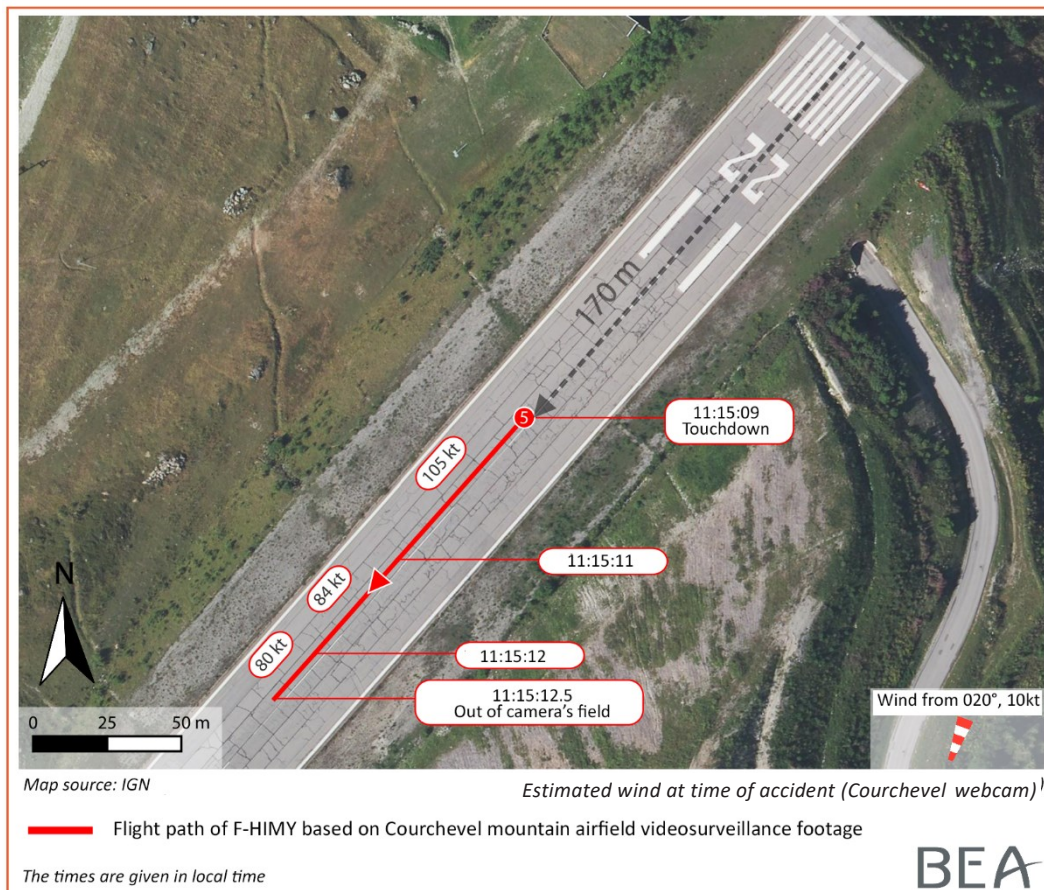 22
170 m
11:15:09
Touchdown
105 kt
11:15:11
84 kt
11:15:12
80 kt
11:15:12.5
Out of camera's field
N
0 25 50 m
Wind from 020°, 10kt
Map source: IGN
Estimated wind at time of accident (Courchevel webcam)
Flight path of F-HIMY based on Courchevel mountain airfield videosurveillance footage
The times are given in local time
BEA
5